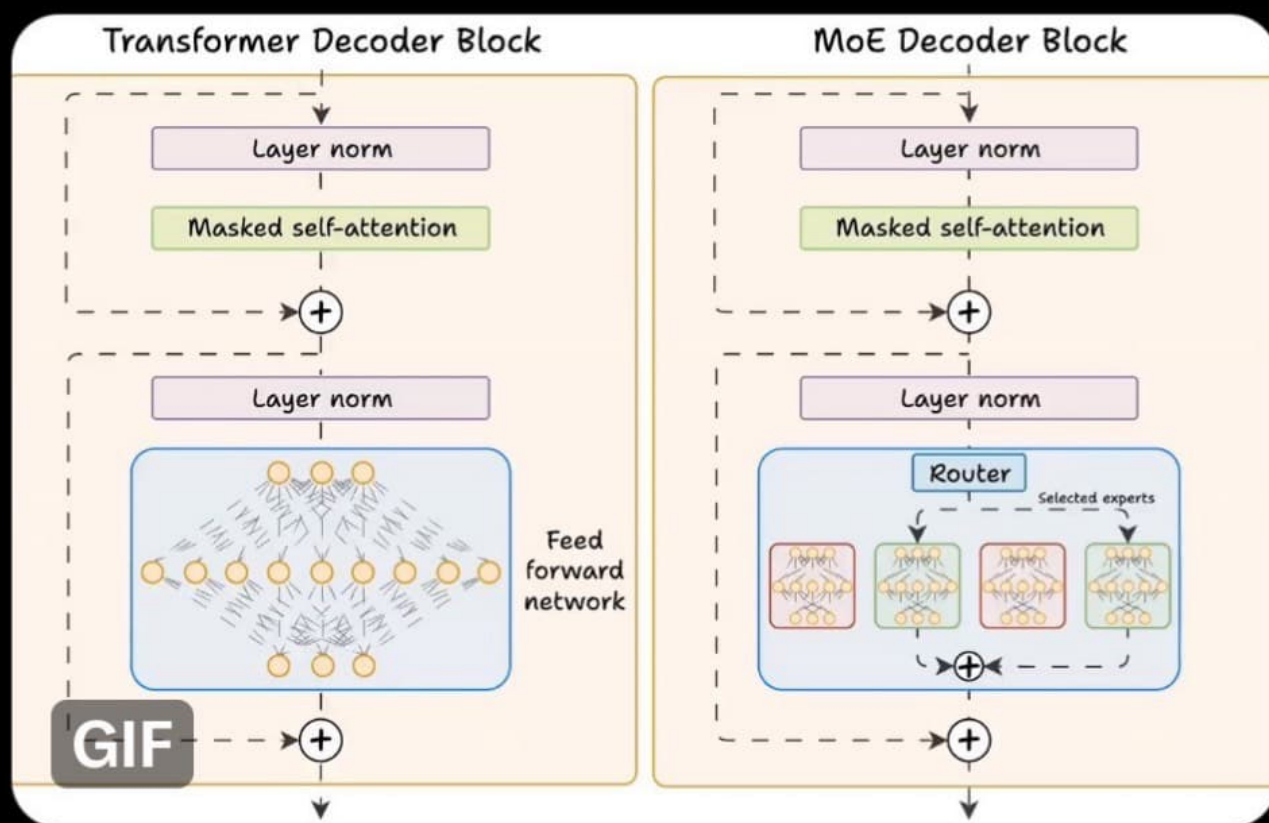 Transformer Decoder Block
Layer norm
Masked self-attention
+
Layer norm
Feed
forward
network
+
GIF
MoE Decoder Block
Layer norm
Masked self-attention
+
Layer norm
Router
Selected experts
+
+